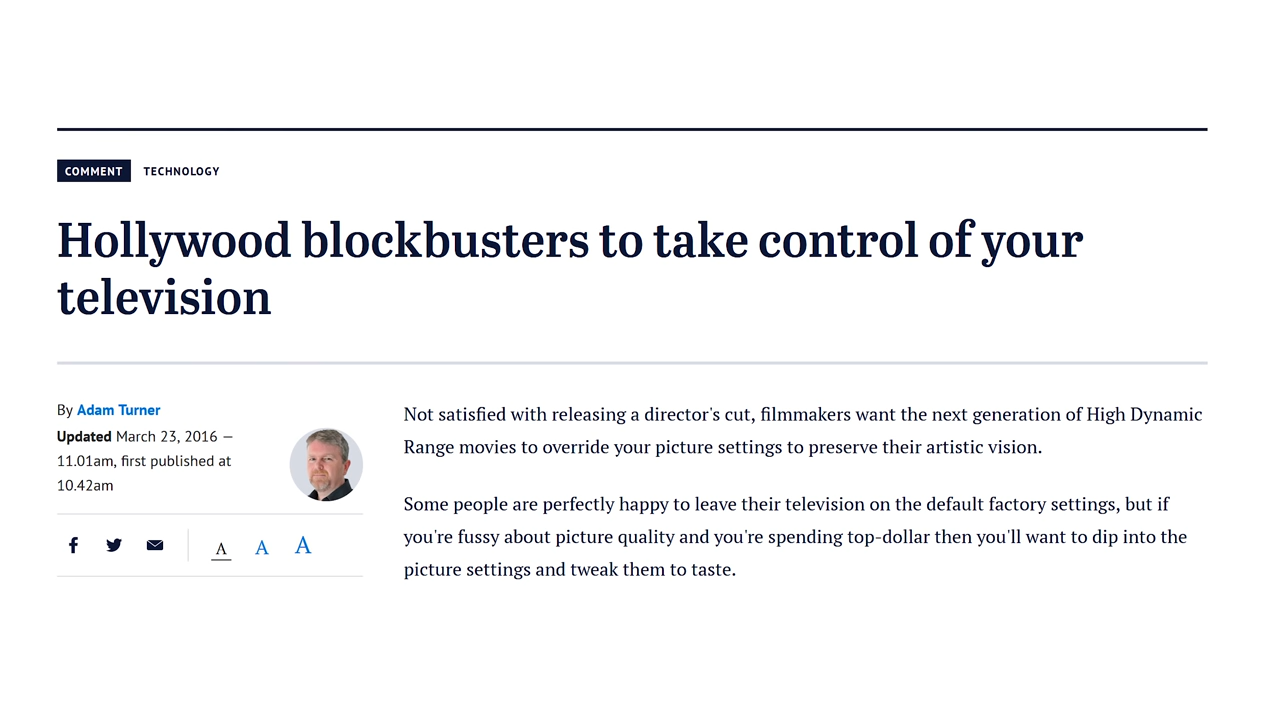 COMMENT TECHNOLOGY
Hollywood blockbusters to take control of your
television
By Adam Turner
Updated March 23, 2016 —
11.01am, first published at
10.42am
A A A
Not satisfied with releasing a director's cut, filmmakers want the next generation of High Dynamic
Range movies to override your picture settings to preserve their artistic vision.
Some people are perfectly happy to leave their television on the default factory settings, but if
you're fussy about picture quality and you're spending top-dollar then you'll want to dip into the
picture settings and tweak them to taste.